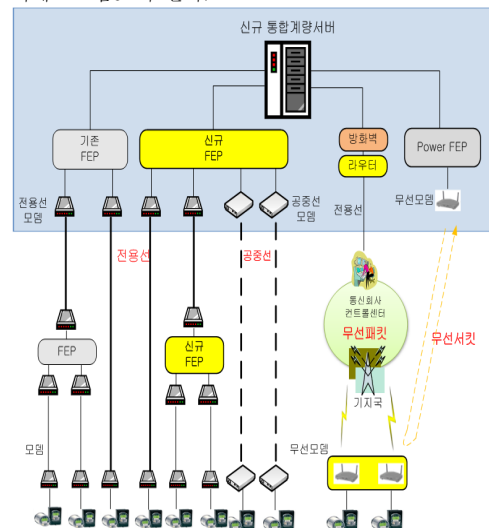 신규 통합계량서버
기존
FEP
신규
FEP
방화벽
라우터
Power FEP
전용선
모뎀
공중선
모뎀
전용선
무선모뎀
전용선
공중선
통신회사
컨트롤센터
무선패킷
무선서킷
FEP
신규
FEP
기지국
모뎀
무선모뎀